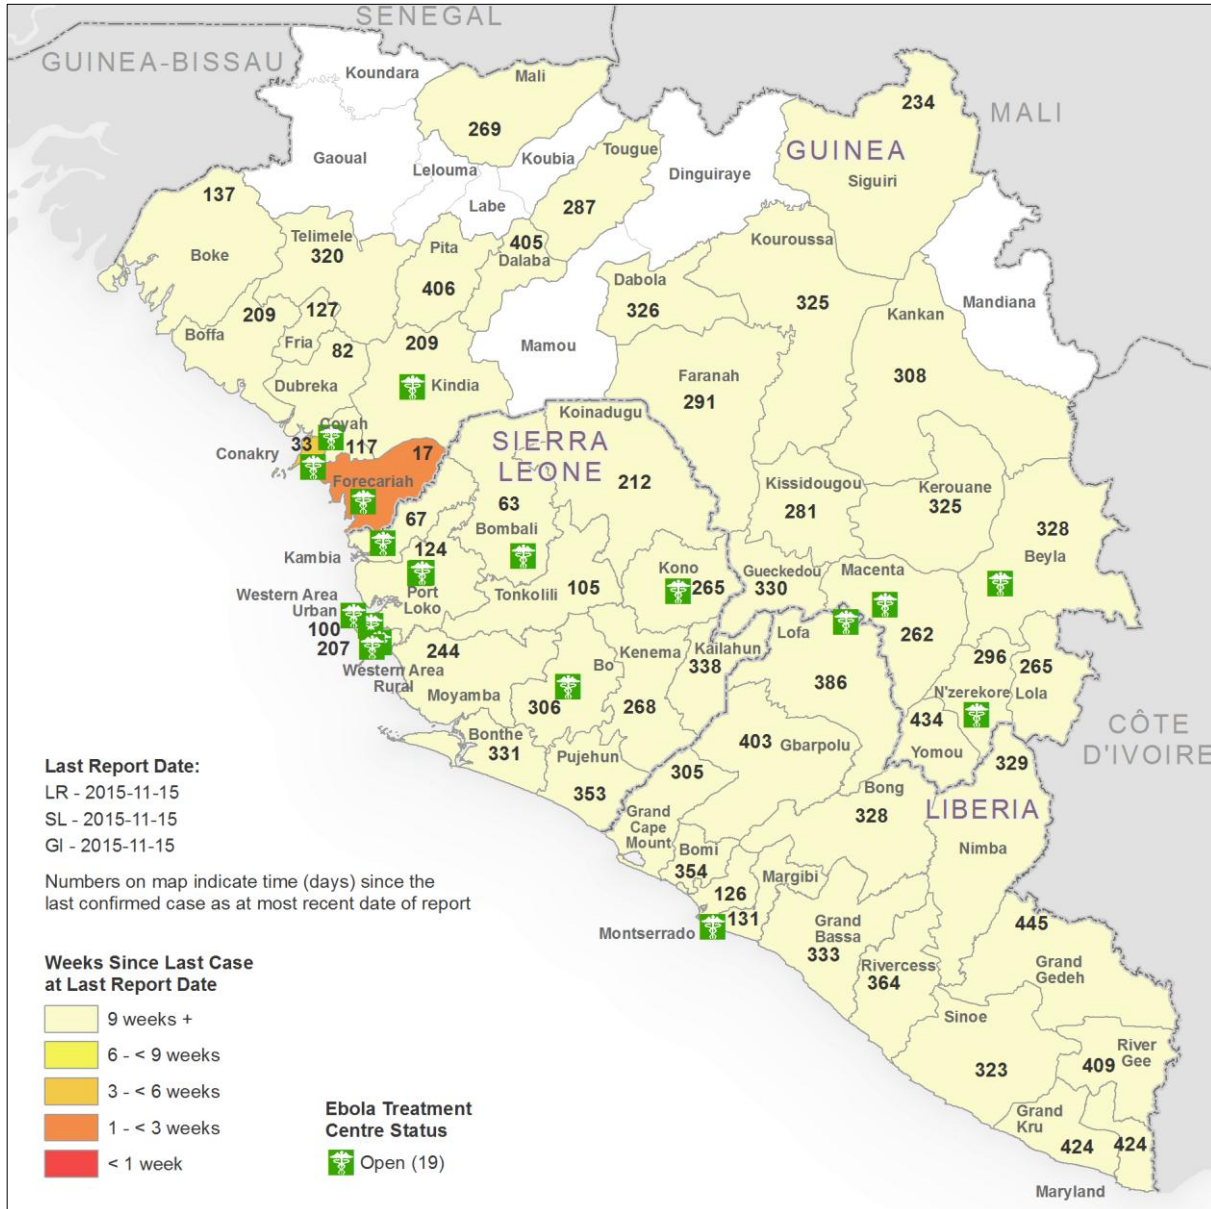 SENEGAL
GUINEA-BISSAU
Koundara
Mali
234
MALI
269
Gaoual
Koubia
Tougue
GUINEA
Lelouma
Dinguiraye
Siguiri
137
Labe
287
Telimele
320
Pita
405
Dalaba
Kouroussa
Boke
406
Dabola
326
325
Mandiana
Kankan
209
127
Boffa
Fria
82
209
Mamou
Dubreka
Kindia
Faranah
291
308
Koinadugu
Coyah
33
117
17
Conakry
SIERRA
LEONE
Forecariah
212
Kissidougou
281
Kerouane
325
63
67
Bombali
328
Beyla
Kambia
124
Kono
265
Gueckedou
330
Macenta
Port
Loko
Tonkolili
105
Western Area
Urban
100
207
Western Area
Rural
244
Moyamba
Bo
306
Kenema
268
Kailahun
338
Lofa
386
262
296
265
N'zerekore
Lola
434
Yomou
CÔTE
D'IVOIRE
Bonthe
331
Pujehun
353
403
Gbarpolu
305
329
Bong
328
LIBERIA
Grand
Cape
Mount
Nimba
Bomi
354
Margibi
126
131
Montserrado
Grand
Bassa
333
Rivercess
364
445
Grand
Gedeh
Sinoe
323
River
Gee
409
Grand
Kru
424
424
Maryland
Last Report Date:
LR - 2015-11-15
SL - 2015-11-15
GI - 2015-11-15
Numbers on map indicate time (days) since the
last confirmed case as at most recent date of report
Weeks Since Last Case
at Last Report Date
9 weeks +
6 - < 9 weeks
3 - < 6 weeks
1 - < 3 weeks
< 1 week
Ebola Treatment
Centre Status
Open (19)